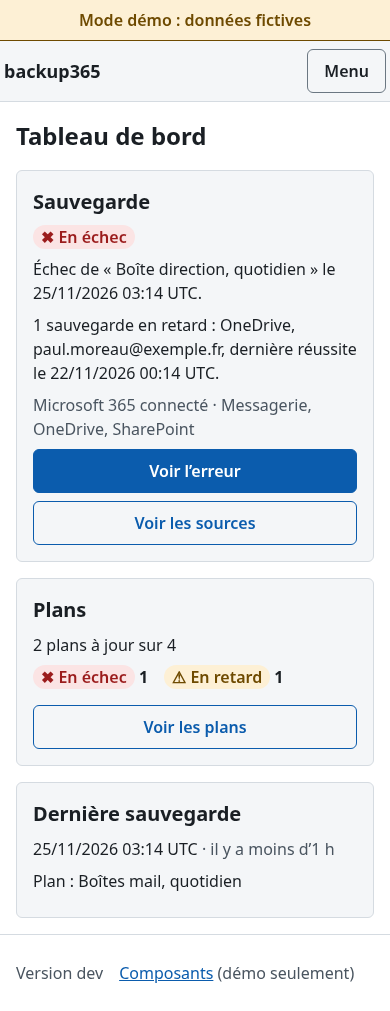 Mode démo : données fictives
backup365
Menu
Tableau de bord
Sauvegarde
✖ En échec
Échec de « Boîte direction, quotidien » le
25/11/2026 03:14 UTC.
1 sauvegarde en retard : OneDrive,
paul.moreau@exemple.fr, dernière réussite
le 22/11/2026 00:14 UTC.
Microsoft 365 connecté · Messagerie,
OneDrive, SharePoint
Voir l’erreur
Voir les sources
Plans
2 plans à jour sur 4
✖ En échec 1 ⚠ En retard 1
Voir les plans
Dernière sauvegarde
25/11/2026 03:14 UTC · il y a moins d’1 h
Plan : Boîtes mail, quotidien
Version dev Composants (démo seulement)